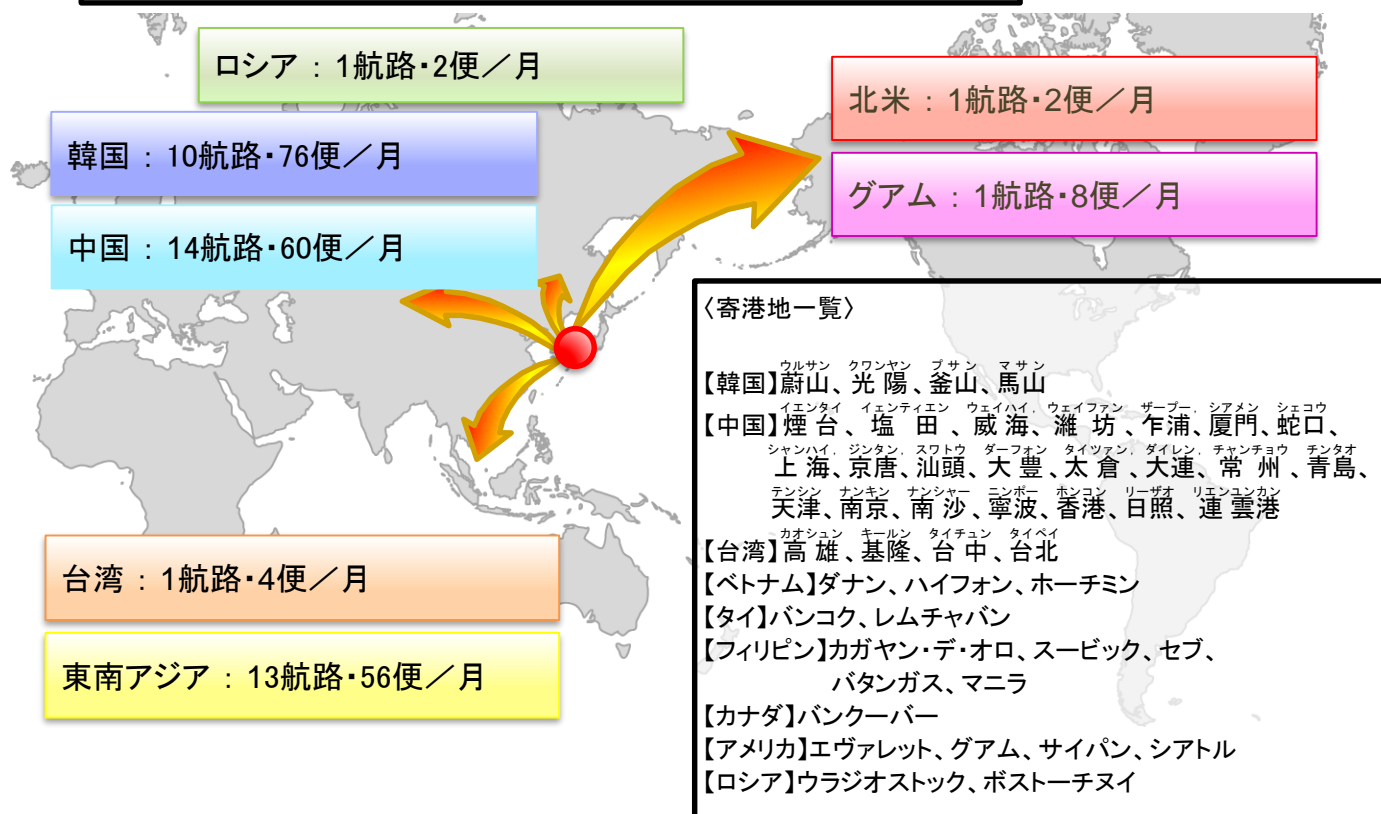 ロシア : 1航路・2便／月
北米 : 1航路・2便／月
韓国 : 10航路・76便／月
グアム : 1航路・8便／月
中国 : 14航路・60便／月
台湾 : 1航路・4便／月
東南アジア : 13航路・56便／月
〈寄港地一覧〉
ウルサン クワンヤン プサン マサン
【韓国】蔚山、光陽、釜山、馬山
イエンタイ イェンティエン ウェイハイ, ウェイファン ザープー, シアメン シェコウ
【中国】煙台、塩田、威海、濰坊、乍浦、厦門、蛇口、
シャンハイ, ジンタン, スワトウ ダーフォン タイツァン, ダイレン, チャンチョウ チンタオ
上海、京唐、汕頭、大豊、太倉、大連、常州、青島、
テンシン ナンキン ナンシャー ニンポー ホンコン リーザオ リエンユンカン
天津、南京、南沙、寧波、香港、日照、連雲港
カオシュン キールン タイチュン タイペイ
【台湾】高雄、基隆、台中、台北
【ベトナム】ダナン、ハイフォン、ホーチミン
【タイ】バンコク、レムチャバン
【フィリピン】カガヤン・デ・オロ、スービック、セブ、
バタンガス、マニラ
【カナダ】バンクーバー
【アメリカ】エヴァレット、グアム、サイパン、シアトル
【ロシア】ウラジオストック、ボストーチヌイ